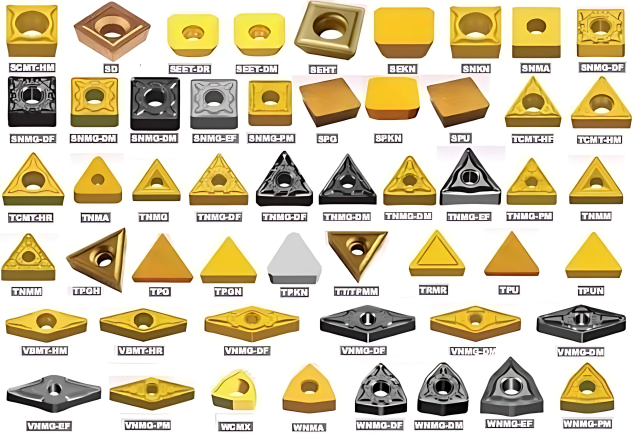 SCMT-HM
SD
SEET-DR
SEET-DM
SEHT
SEKN
SNKN
SNMA
SNMG-DF
SNMG-DF
SNMG-DM
SNMG-DM
SNMG-EF
SNMG-PM
SPG
SPKN
SPU
TCMT-HF
TCMT-HM
TCMT-HR
TNMA
TNMG
TNMG-DF
TNMG-DF
TNMG-DM
TNMG-DM
TNMG-EF
TNMG-PM
TNMM
TNMM
TPGH
TPG
TPGN
TPKN
TT/TPMM
TRMR
TPU
TPUN
VBMT-HM
VBMT-HR
VNMG-DF
VNMG-DF
VNMG-DM
VNMG-DM
VNMG-EF
VNMG-PM
WCMX
WNMA
WNMG-DF
WNMG-DM
WNMG-EF
WNMG-PM